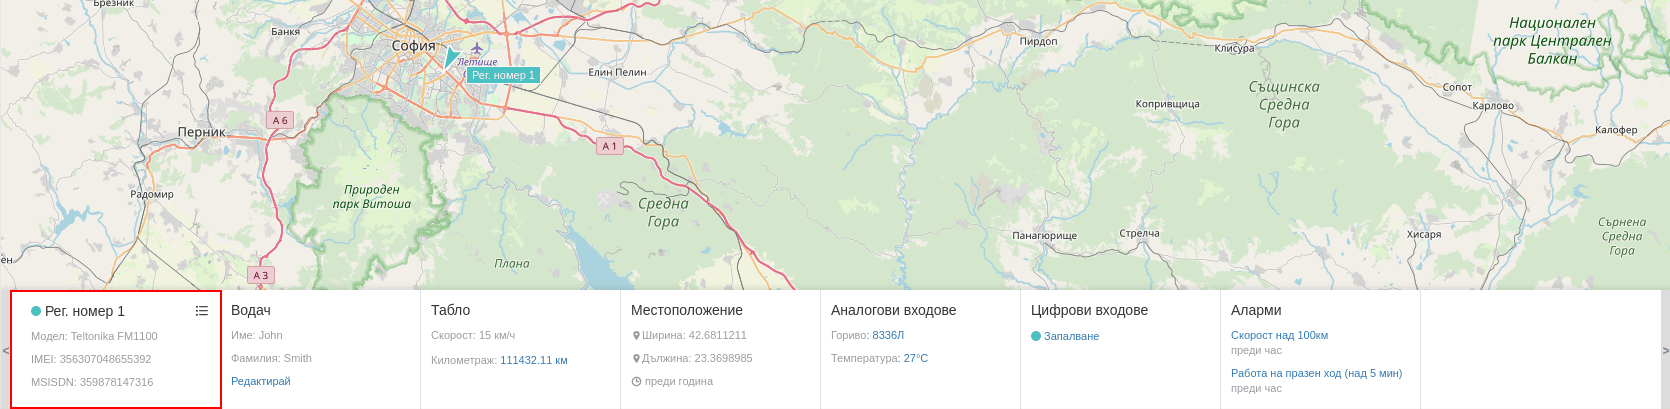 Брезник
Банкя
София
Летище
Рег. номер 1
Елин Пелин
Пирдоп
Клисура
Национален
парк Централен
Балкан
Сопот
Карлово
Копривщица
Същинска
Средна
Гора
Калофер
А 6
Перник
А 1
Природен
парк Витоша
Радомир
Средна
Гора
Панагюрище
Стрелча
Хисаря
Сърнена
Средна
Гора
ен
Плана
А 3
Рег. номер 1
Модел: Teltonika FM1100
IMEI: 356307048655392
MSISDN: 359878147316
Водач
Име: John
Фамилия: Smith
Редактирай
Табло
Скорост: 15 км/ч
Километраж: 111432.11 км
Местоположение
Ширина: 42.6811211
Дължина: 23.3698985
преди година
Аналогови входове
Гориво: 8336Л
Температура: 27°C
Цифрови входове
Запалване
Аларми
Скорост над 100км
преди час
Работа на празен ход (над 5 мин)
преди час
<
>